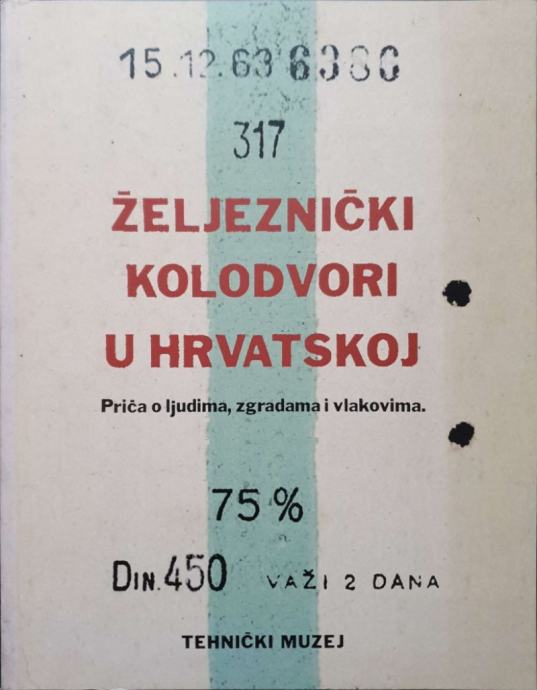 15.12.63 6380
317
ŽELJEZNIČKI
KOLODVORI
U HRVATSKOJ
Priča o ljudima, zgradama i vlakovima.
75 %
DIN.450 VAŽI 2 DANA
TEHNIČKI MUZEJ